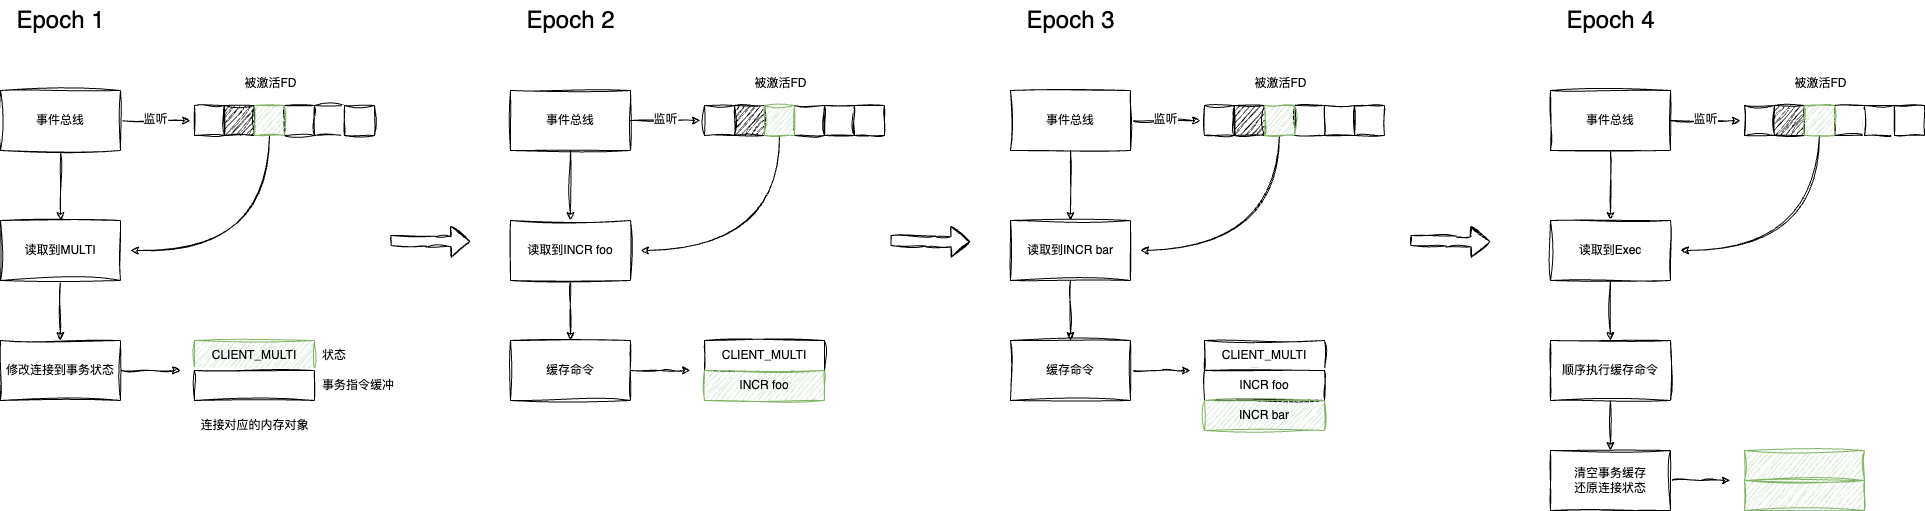 Epoch 1
被激活FD
事件总线
监听
读取到MULTI
修改连接到事务状态
CLIENT_MULTI
状态
事务指令缓冲
连接对应的内存对象
Epoch 2
被激活FD
事件总线
监听
读取到INCR foo
缓存命令
CLIENT_MULTI
INCR foo
Epoch 3
被激活FD
事件总线
监听
读取到INCR bar
缓存命令
CLIENT_MULTI
INCR foo
INCR bar
Epoch 4
被激活FD
事件总线
监听
读取到Exec
顺序执行缓存命令
清空事务缓存
还原连接状态